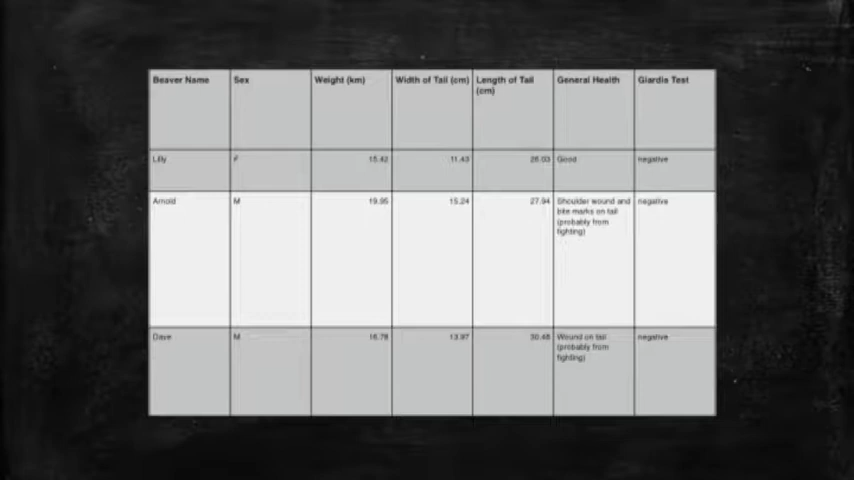 Beaver Name Sex Weight (km) Width of Tail (cm) Length of Tail
(cm) General Health Giardia Test
Lilly F 15.42 11.43 26.03 Good negative
Arnold M 19.95 15.24 27.94 Shoulder wound and
bite marks on tail
(probably from
fighting)
negative
Dave M 16.78 13.97 30.48 Wound on tail
(probably from
fighting)
negative